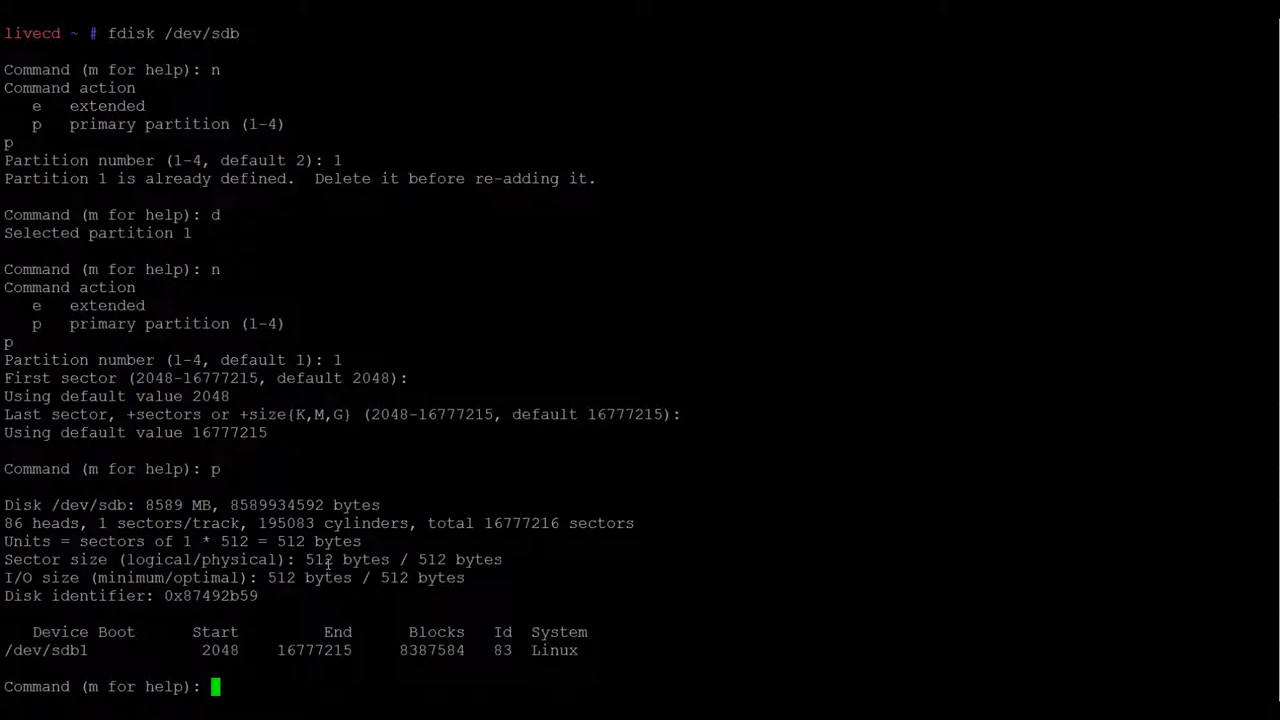 livecd ~ # fdisk /dev/sdb
Command (m for help): n
Command action
e   extended
p   primary partition (1-4)
p
Partition number (1-4, default 2): 1
Partition 1 is already defined.  Delete it before re-adding it.
Command (m for help): d
Selected partition 1
Command (m for help): n
Command action
e   extended
p   primary partition (1-4)
p
Partition number (1-4, default 1): 1
First sector (2048-16777215, default 2048):
Using default value 2048
Last sector, +sectors or +size{K,M,G} (2048-16777215, default 16777215):
Using default value 16777215
Command (m for help): p
Disk /dev/sdb: 8589 MB, 8589934592 bytes
86 heads, 1 sectors/track, 195083 cylinders, total 16777216 sectors
Units = sectors of 1 * 512 = 512 bytes
Sector size (logical/physical): 512 bytes / 512 bytes
I/O size (minimum/optimal): 512 bytes / 512 bytes
Disk identifier: 0x87492b59
Device Boot      Start         End      Blocks   Id  System
/dev/sdb1            2048    16777215     8387584   83  Linux
Command (m for help):